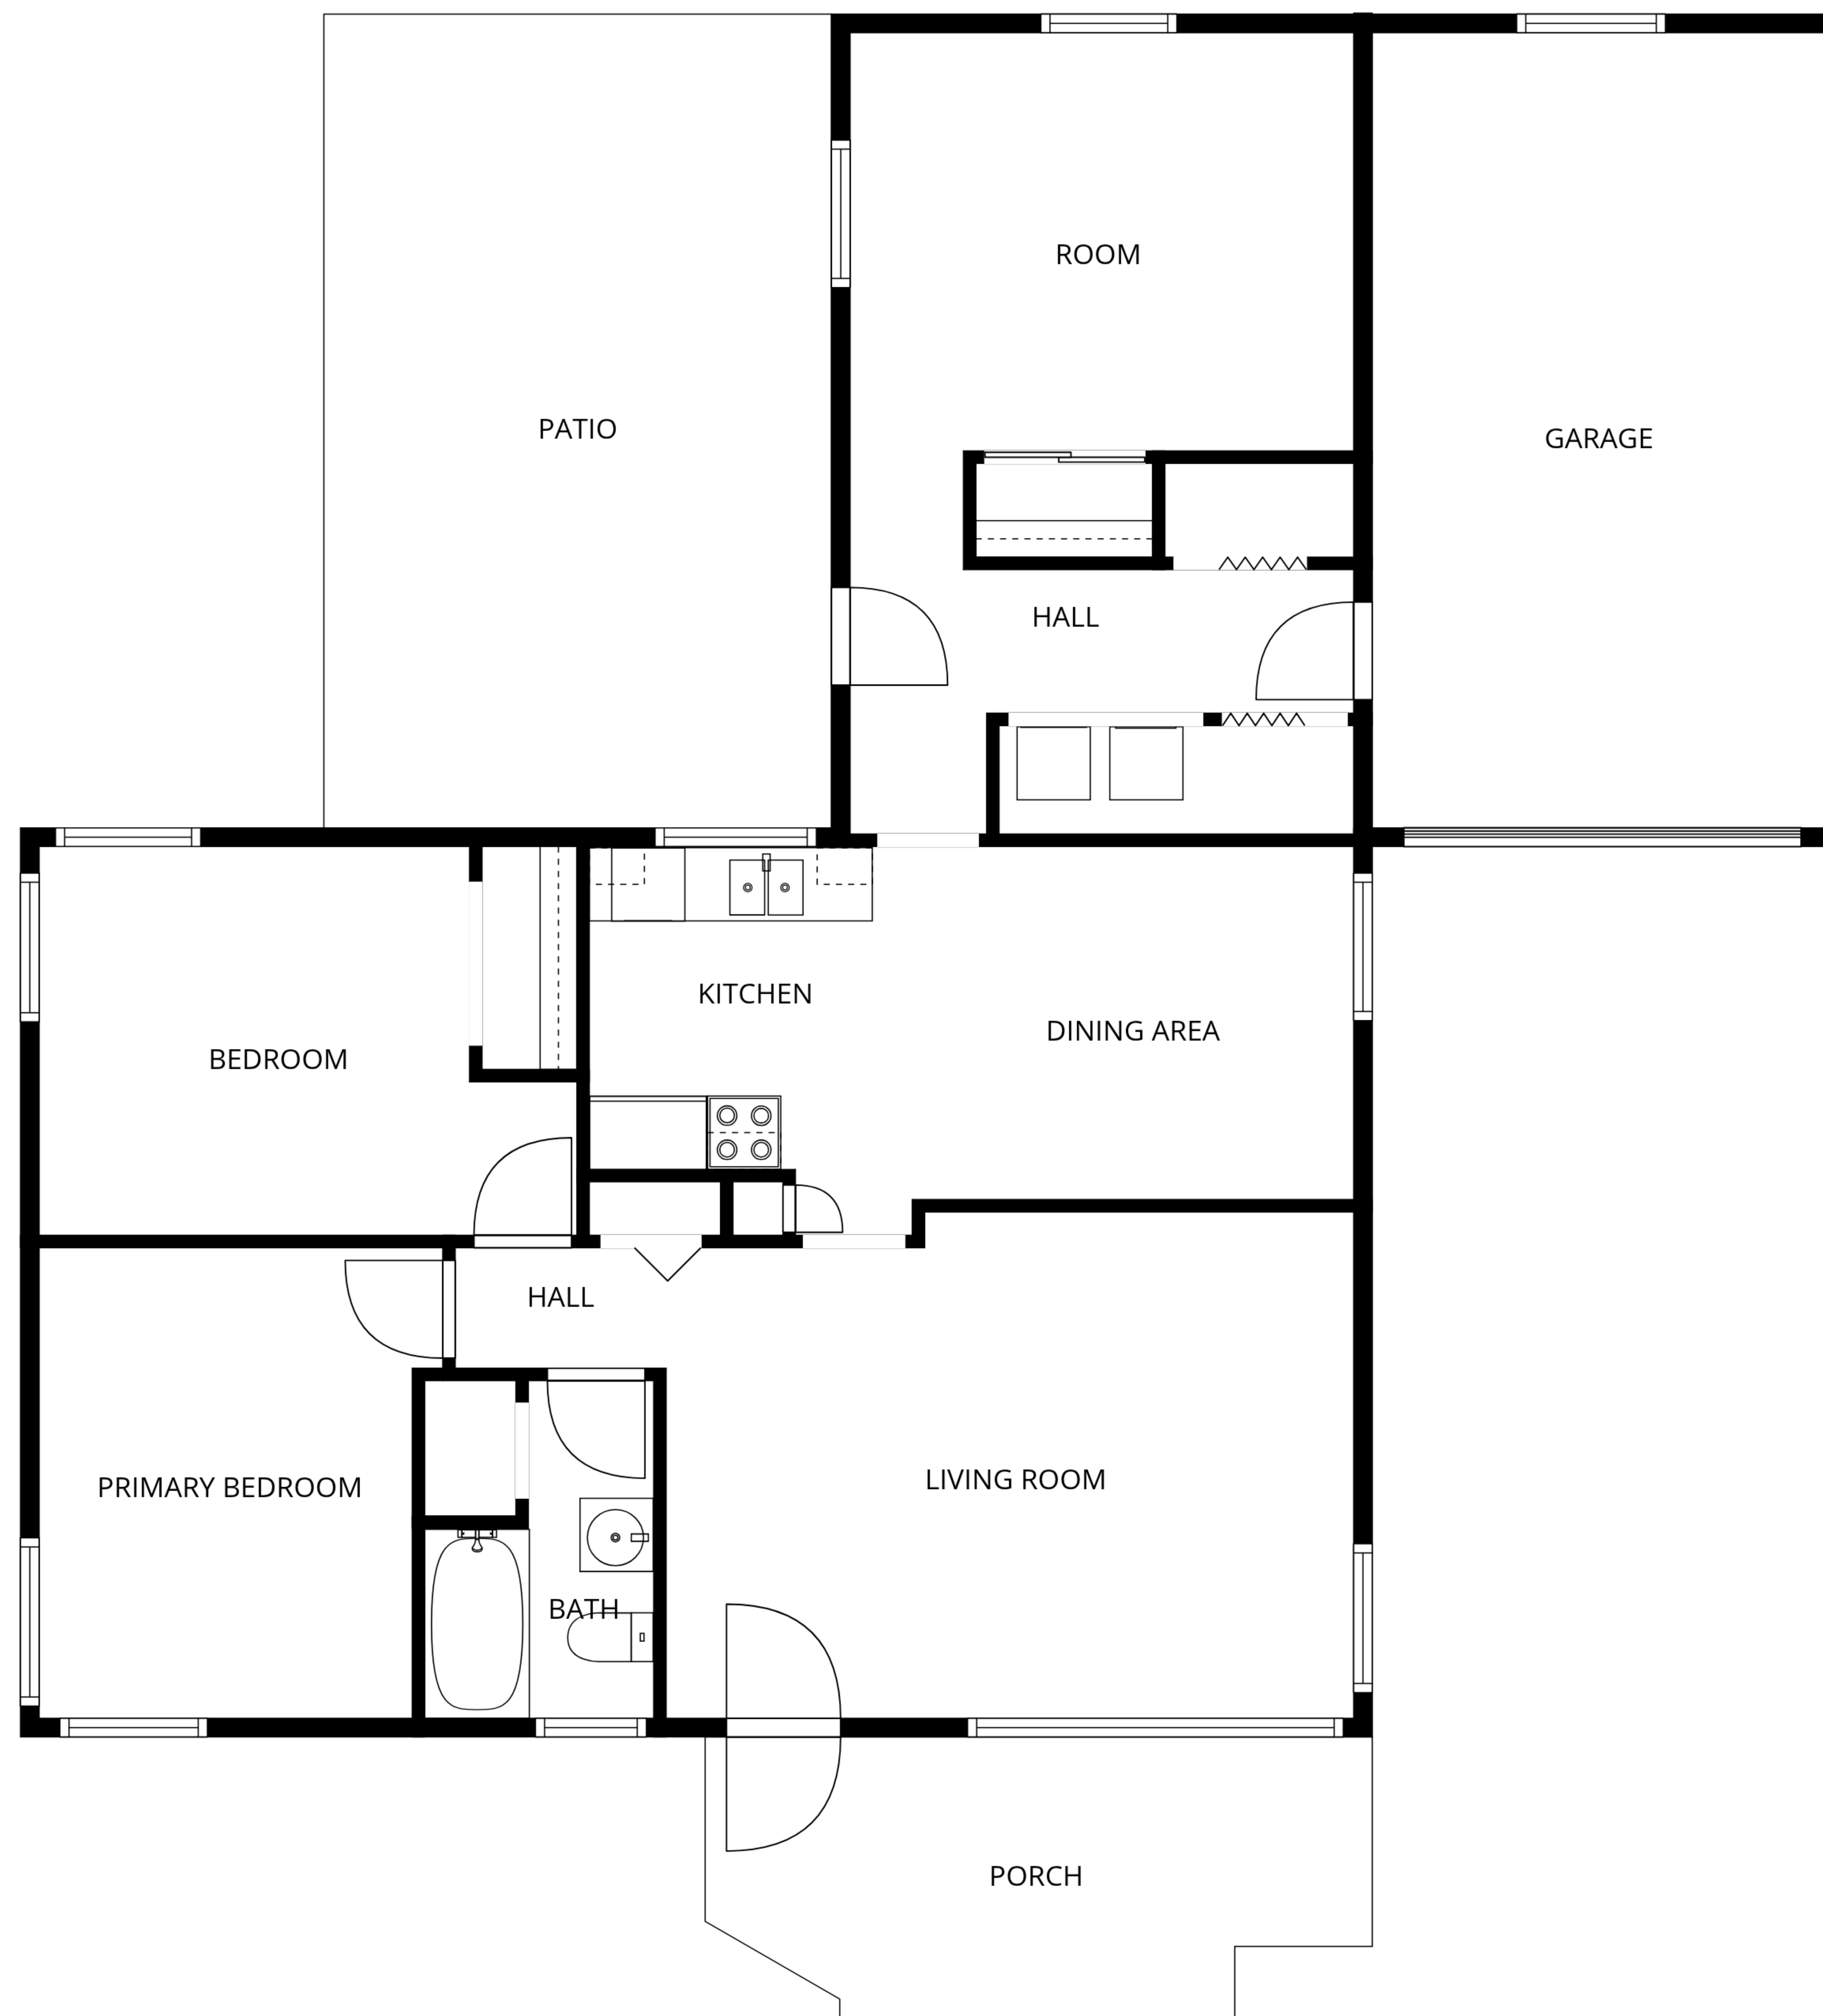 ROOM
PATIO
GARAGE
HALL
KITCHEN
DINING AREA
BEDROOM
HALL
LIVING ROOM
PRIMARY BEDROOM
BATH
PORCH